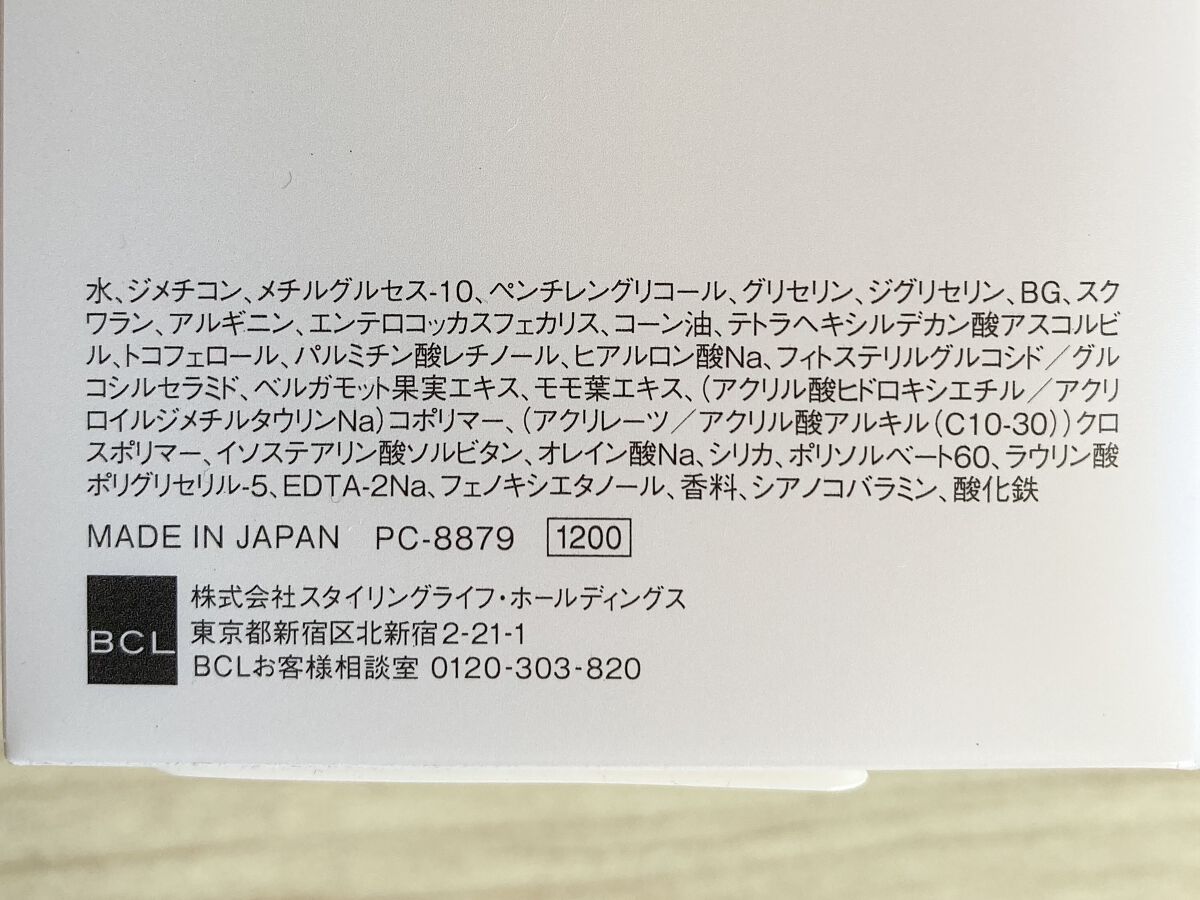 水、ジメチコン、メチルグルセス-10、ペンチレングリコール、グリセリン、ジグリセリン、BG、スク
ワラン、アルギニン、エンテロコッカスフェカリス、コーン油、テトラヘキシルデカン酸アスコルビ
ル、トコフェロール、パルミチン酸レチノール、ヒアルロン酸Na、フィトステリルグルコシド／グル
コシルセラミド、ベルガモット果実エキス、モモ葉エキス、（アクリル酸ヒドロキシエチル／アクリ
ロイルジメチルタウリンNa）コポリマー、（アクリレーツ／アクリル酸アルキル（C10-30））クロ
スポリマー、イソステアリン酸ソルビタン、オレイン酸Na、シリカ、ポリソルベート60、ラウリン酸
ポリグリセリル-5、EDTA-2Na、フェノキシエタノール、香料、シアノコバラミン、酸化鉄
MADE IN JAPAN PC-8879 1200
BCL
株式会社スタイリングライフ・ホールディングス
東京都新宿区北新宿2-21-1
BCLお客様相談室 0120-303-820